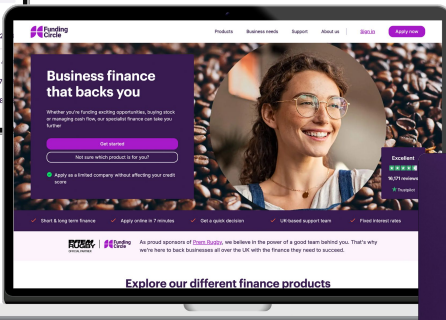 Funding
Circle
Products
Business needs
Support
About us
Sign in
Apply now
Business finance
that backs you
Whether you're funding exciting opportunities, buying stock
or managing cash flow, our specialist finance can take you
further
Get started
Not sure which product is for you?
Apply as a limited company without affecting your credit
score
Excellent
16,171 reviews
Trustpilot
Short & long term finance
Apply online in 7 minutes
Get a quick decision
UK-based support team
Fixed interest rates
PREM
RUGBY
Funding
Circle
As proud sponsors of Prem Rugby, we believe in the power of a good team behind you. That's why
we're here to back businesses all over the UK with the finance they need to succeed.
Explore our different finance products